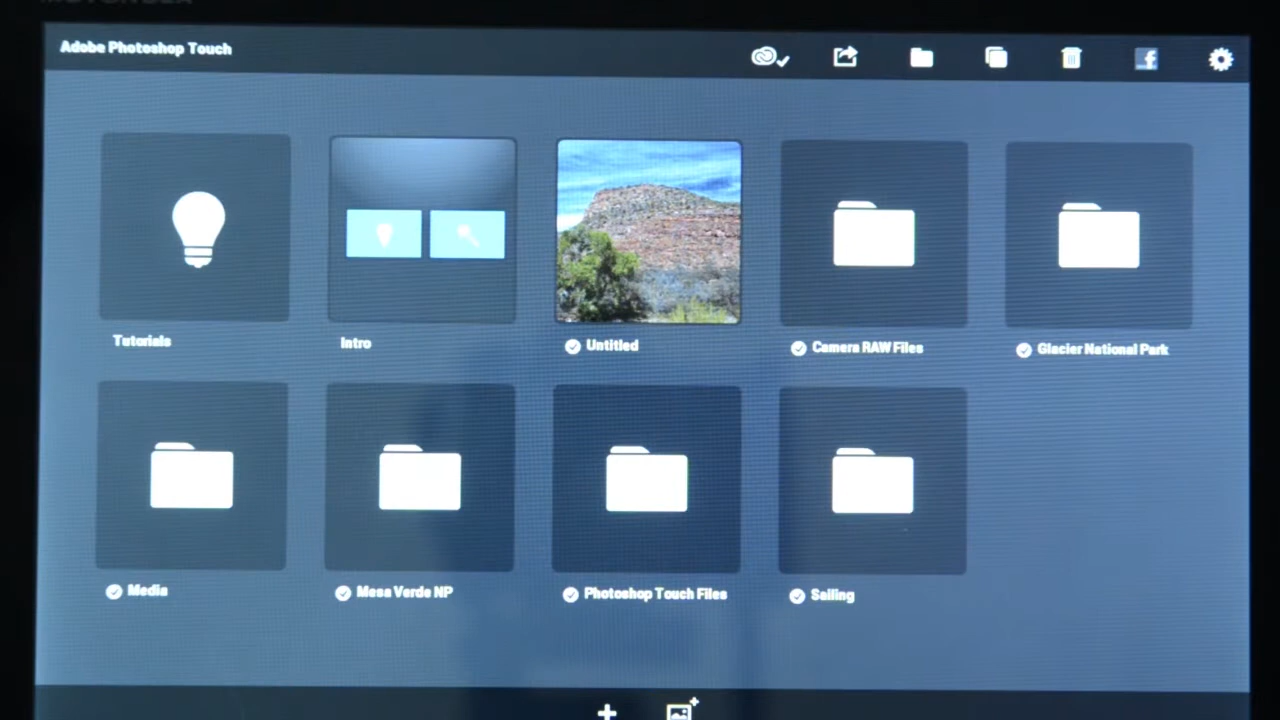 Adobe Photoshop Touch
Tutorials
Intro
Untitled
Camera RAW Files
Glacier National Park
Media
Mesa Verde NP
Photoshop Touch Files
Sailing